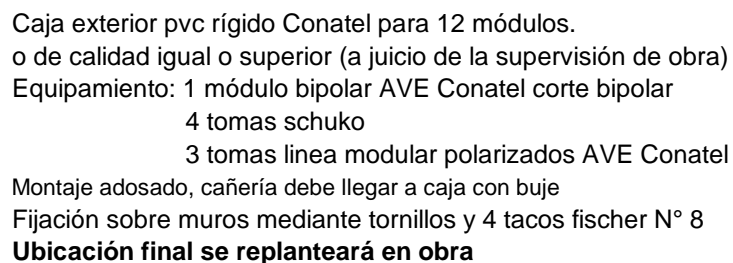 Caja exterior pvc rígido Conatel para 12 módulos.
o de calidad igual o superior (a juicio de la supervisión de obra)
Equipamiento: 1 módulo bipolar AVE Conatel corte bipolar
4 tomas schuko
3 tomas linea modular polarizados AVE Conatel
Montaje adosado, cañería debe llegar a caja con buje
Fijación sobre muros mediante tornillos y 4 tacos fischer N° 8
Ubicación final se replanteará en obra